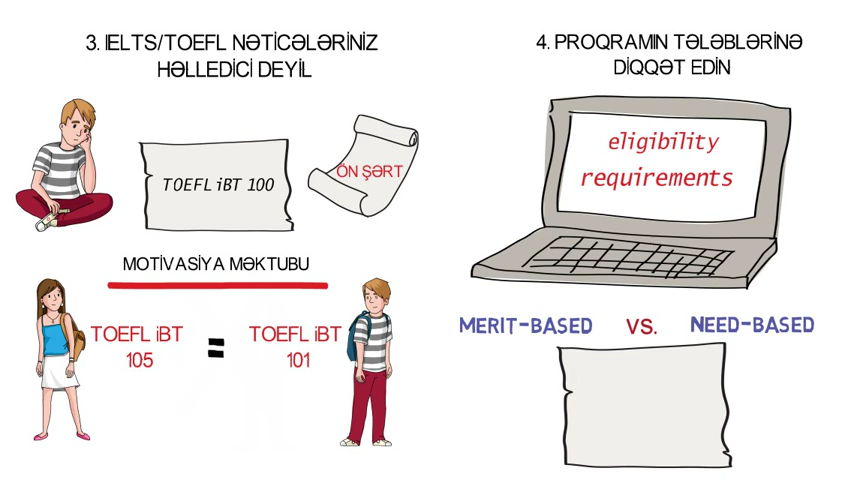 3. IELTS/TOEFL NƏTİCƏLƏRİNİZ
HƏLLEDİCİ DEYİL
TOEFL iBT 100
ÖN ŞƏRT
MOTİVASİYA MƏKTUBU
TOEFL iBT
105
=
TOEFL iBT
101
4. PROQRAMIN TƏLƏBLƏRİNƏ
DİQQƏT EDİN
eligibility
requirements
MERIT-BASED VS. NEED-BASED